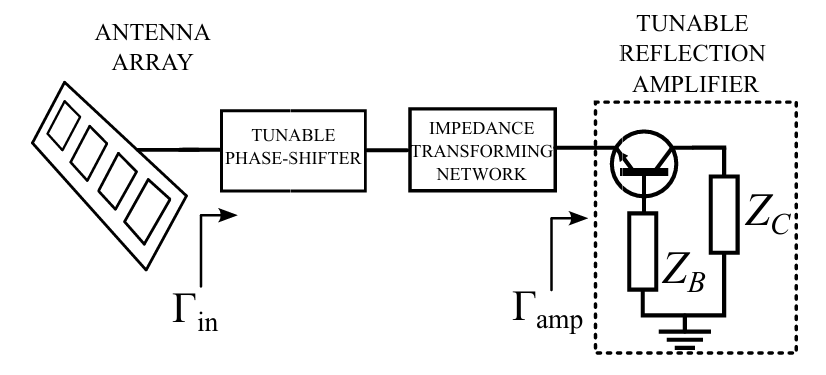 ANTENNA
ARRAY
TUNABLE
PHASE-SHIFTER
IMPEDANCE
TRANSFORMING
NETWORK
TUNABLE
REFLECTION
AMPLIFIER
Z_C
Z_B
Γ_in
Γ_amp